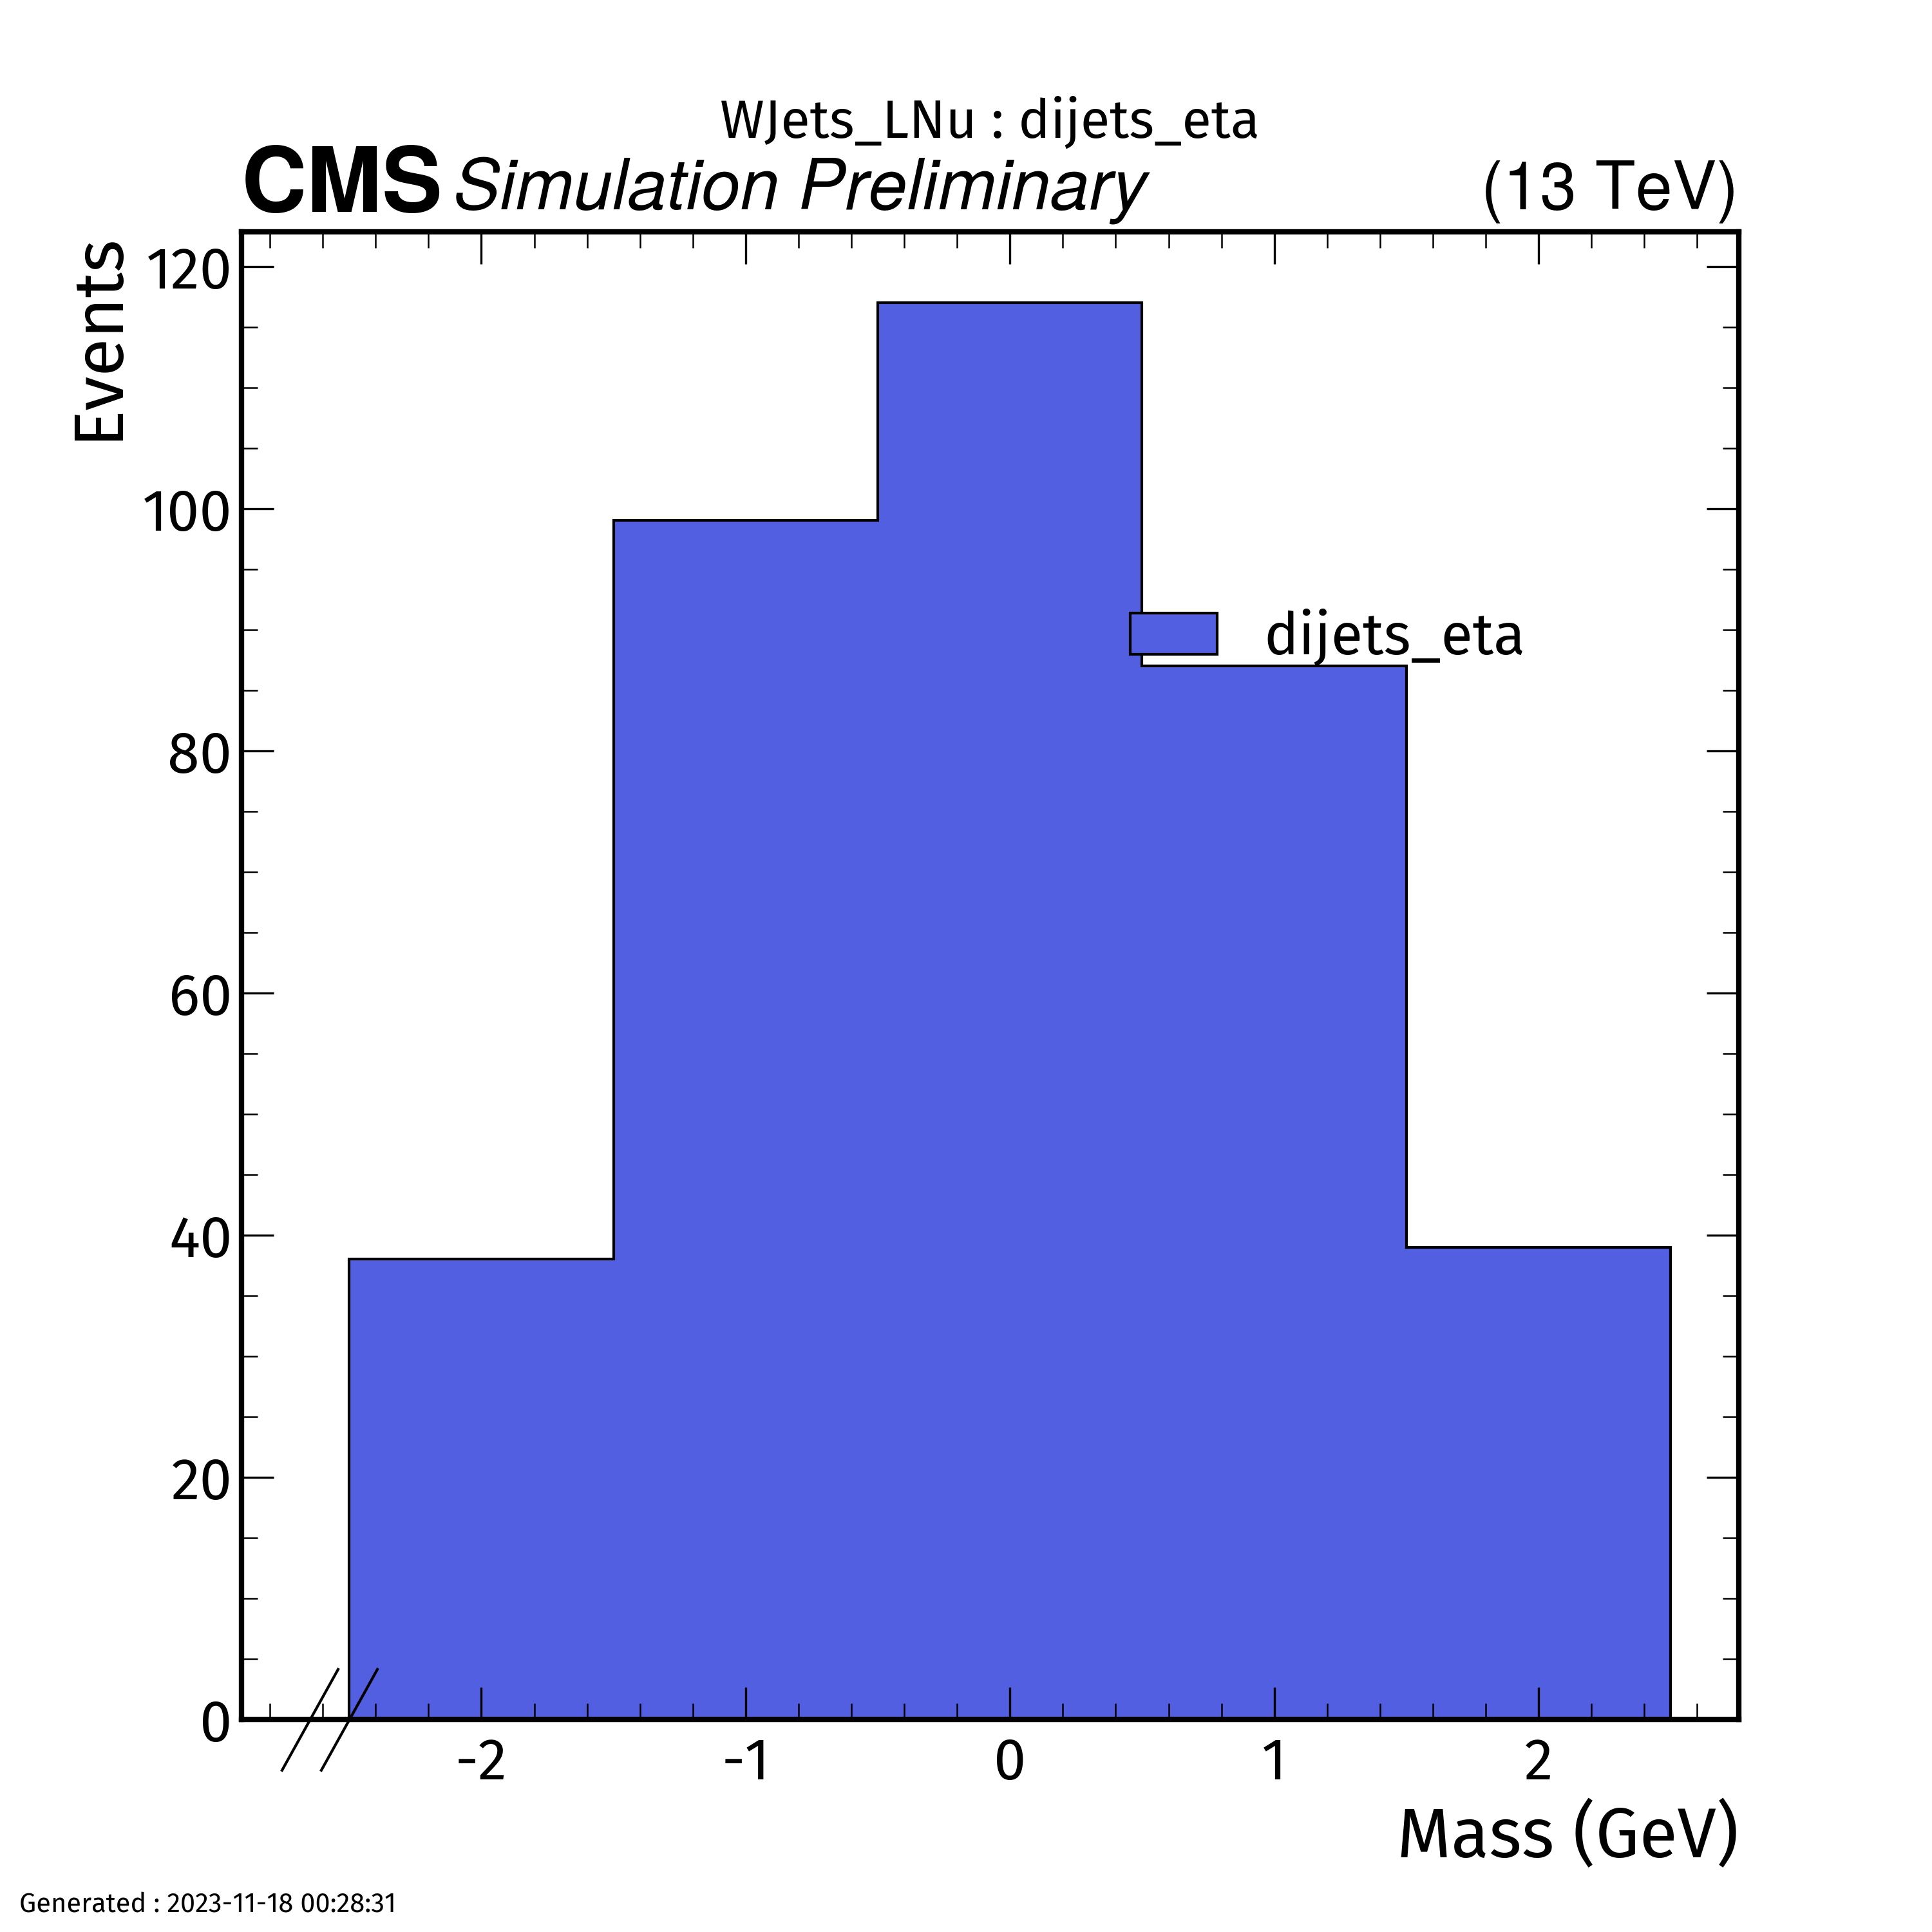 WJets_LNu : dijets_eta
CMS Simulation Preliminary (13 TeV)
Events
120
100
80
60
40
20
0
dijets_eta
-2 -1 0 1 2
Mass (GeV)
Generated : 2023-11-18 00:28:31